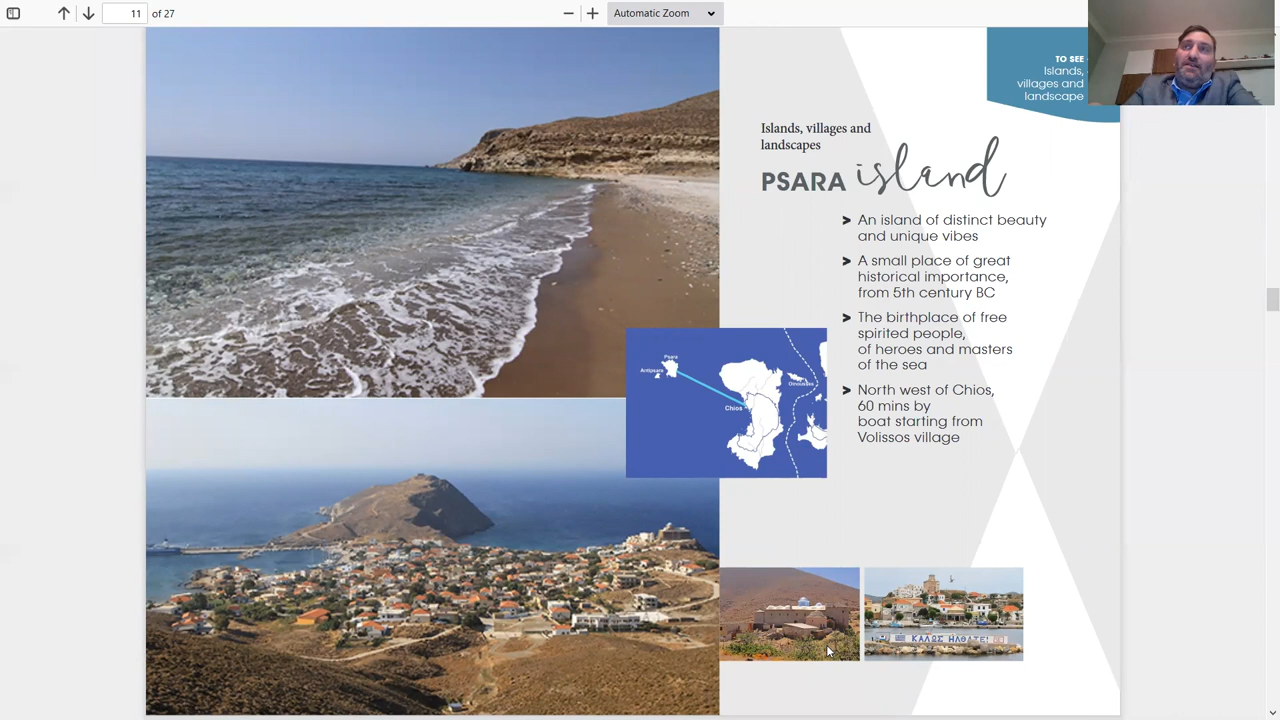 11
of 27
Automatic Zoom
TO SEE
Islands,
villages and
landscape
Islands, villages and
landscapes
PSARA island
> An island of distinct beauty
and unique vibes
> A small place of great
historical importance,
from 5th century BC
> The birthplace of free
spirited people,
of heroes and masters
of the sea
> North west of Chios,
60 mins by
boat starting from
Volissos village
Psara
Antipsara
Oinousses
Chios
ΚΑΛΩΣ ΗΛΘΑΤΕ!